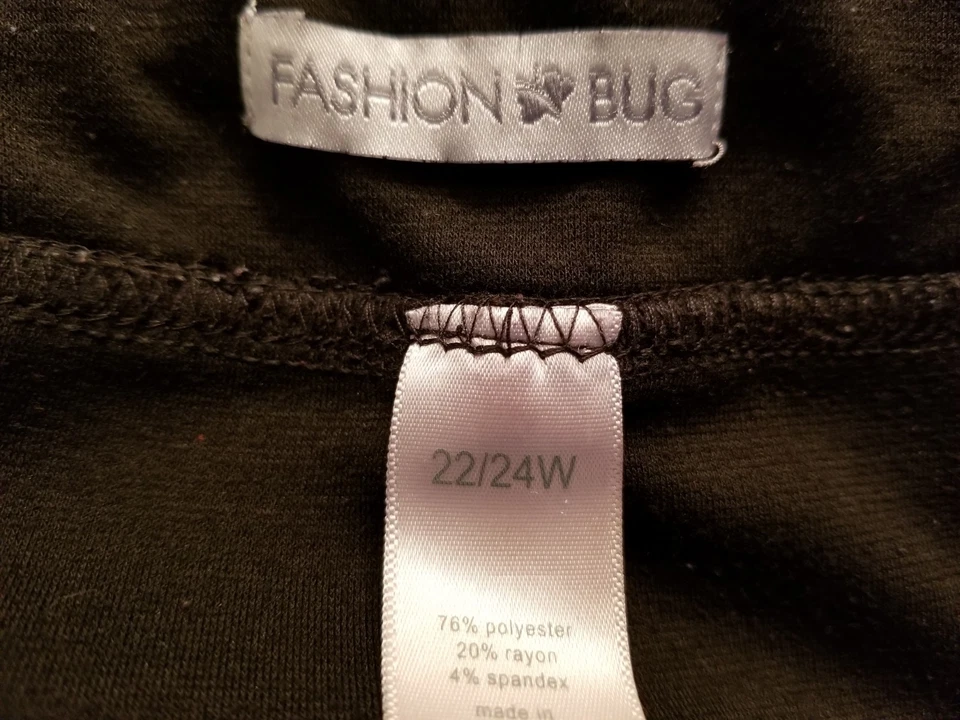 FASHION BUG
22/24W
76% polyester
20% rayon
4% spandex
made in